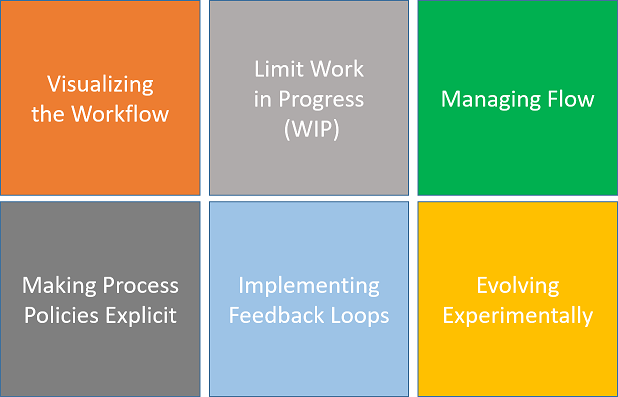 Visualizing
the Workflow
Limit Work
in Progress
(WIP)
Managing Flow
Making Process
Policies Explicit
Implementing
Feedback Loops
Evolving
Experimentally